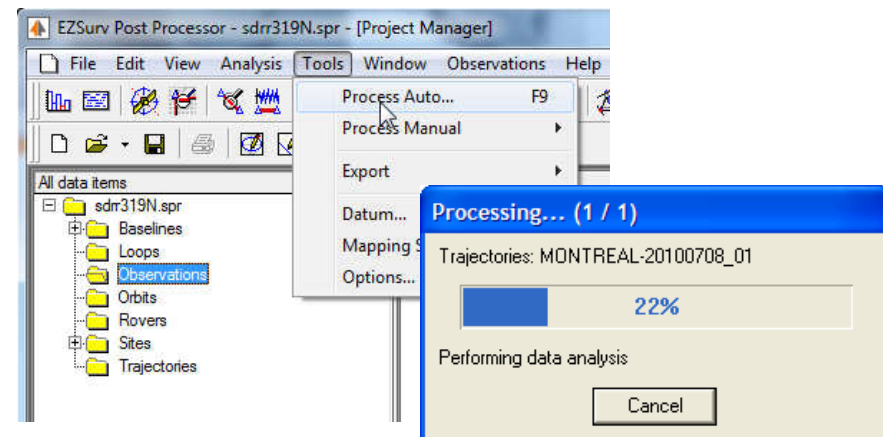 EZSurv Post Processor - sdrr319N.spr - [Project Manager]
File Edit View Analysis Tools Window Observations Help
Process Auto... F9
Process Manual
Export
Datum...
Mapping S
Options...
All data items
sdrr319N.spr
Baselines
Loops
Observations
Orbits
Rovers
Sites
Trajectories
Processing... (1 / 1)
Trajectories: MONTREAL-20100708_01
22%
Performing data analysis
Cancel